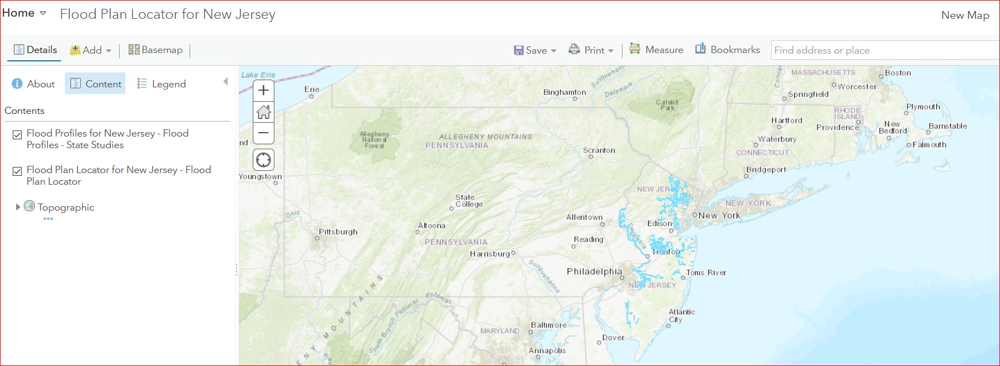 Home Flood Plan Locator for New Jersey New Map
Details Add Basemap Save Print Measure Bookmarks Find address or place
About Content Legend
Contents
Flood Profiles for New Jersey - Flood
Profiles - State Studies
Flood Plan Locator for New Jersey - Flood
Plan Locator
Topographic
Lake Erie
Erie
Binghamton
Susquehanna
Delaware
Catskill
Park
MASSACHUSETTS
Boston
Worcester
Springfield
Plymouth
RHODE
ISLAND
Hartford
Providence
New
Bedford
Barnstable
Falmouth
Waterbury
CONNECTICUT
Bridgeport
Allegheny
National
Forest
ALLEGHENY MOUNTAINS
PENNSYLVANIA
Scranton
nd
Youngstown
State
College
NEW JERSEY
NEW YORK
New York
Allentown
Edison
Ohio
Pittsburgh
Altoona
PENNSYLVANIA
Reading
Delaware
Harrisburg
Trenton
Susquehanna
Philadelphia
Toms River
NEW JERSEY
MOUNTAINS
Potomac
South Branch Potomac
Atlantic
City
Baltimore
MARYLAND
Dover
Annapolis
ENY MOUNTAINS